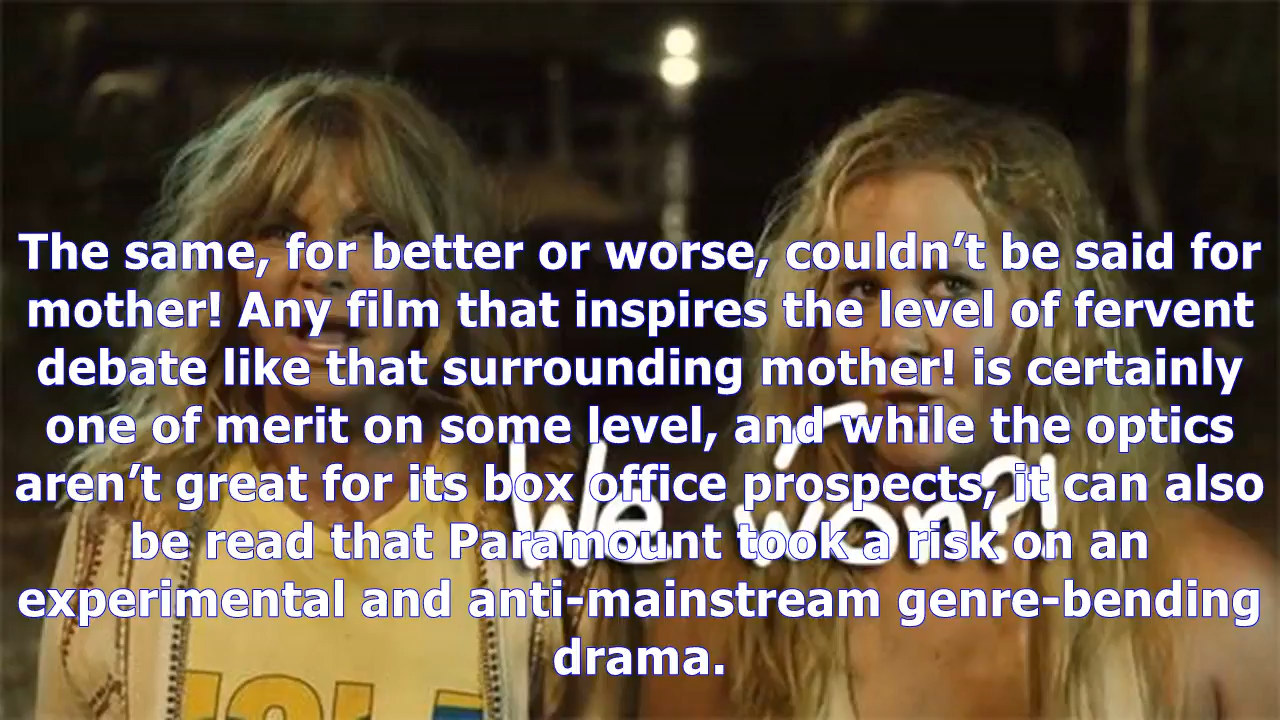 The same, for better or worse, couldn’t be said for
mother! Any film that inspires the level of fervent
debate like that surrounding mother! is certainly
one of merit on some level, and while the optics
aren’t great for its box office prospects, it can also
be read that Paramount took a risk on an
experimental and anti-mainstream genre-bending
drama.
We won?!